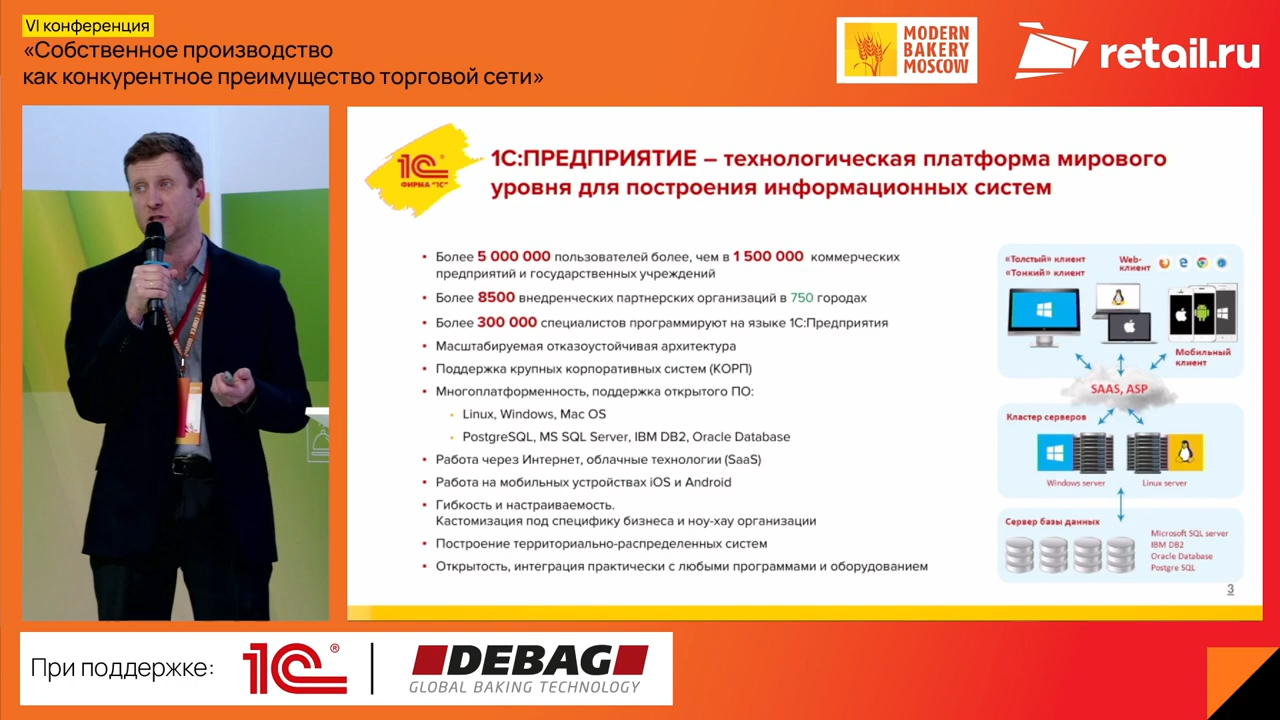 VI конференция
«Собственное производство
как конкурентное преимущество торговой сети»
MODERN
BAKERY
MOSCOW
retail.ru
1С
ФИРМА "1С"
1С:ПРЕДПРИЯТИЕ – технологическая платформа мирового
уровня для построения информационных систем
Более 5 000 000 пользователей более, чем в 1 500 000 коммерческих
предприятий и государственных учреждений
Более 8500 внедренческих партнерских организаций в 750 городах
Более 300 000 специалистов программируют на языке 1С:Предприятия
Масштабируемая отказоустойчивая архитектура
Поддержка крупных корпоративных систем (КОРП)
Многоплатформенность, поддержка открытого ПО:
Linux, Windows, Mac OS
PostgreSQL, MS SQL Server, IBM DB2, Oracle Database
Работа через Интернет, облачные технологии (SaaS)
Работа на мобильных устройствах iOS и Android
Гибкость и настраиваемость.
Кастомизация под специфику бизнеса и ноу-хау организации
Построение территориально-распределенных систем
Открытость, интеграция практически с любыми программами и оборудованием
"Толстый" клиент
"Тонкий" клиент
Web-
клиент
Мобильный
клиент
SAAS, ASP
Кластер серверов
Windows server
Linux server
Сервер базы данных
Microsoft SQL server
IBM DB2
Oracle Database
Postgre SQL
3
При поддержке:
1С®
DEBAG
GLOBAL BAKING TECHNOLOGY